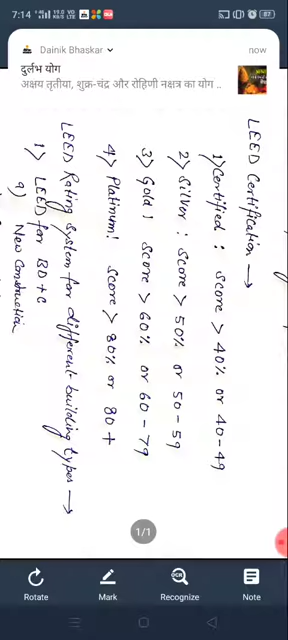 7:14
87
Dainik Bhaskar
now
दुर्लभ योग
अक्षय तृतीया, शुक्र-चंद्र और रोहिणी नक्षत्र का योग ..
LEED Certification →
1) Certified : Score > 40% or 40-49
2) Silver : Score > 50% or 50-59
3) Gold : Score > 60% or 60-79
4) Platinum : Score > 80% or 80+
LEED Rating System for different building types →
1) LEED for BD+C
a) New Construction
1/1
Rotate
Mark
OCR
Recognize
Note